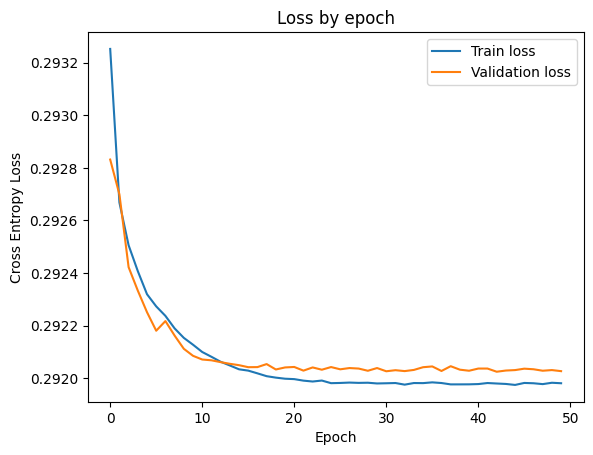 Loss by epoch
Train loss
Validation loss
0.2932
0.2930
0.2928
0.2926
0.2924
0.2922
0.2920
Cross Entropy Loss
0
10
20
30
40
50
Epoch